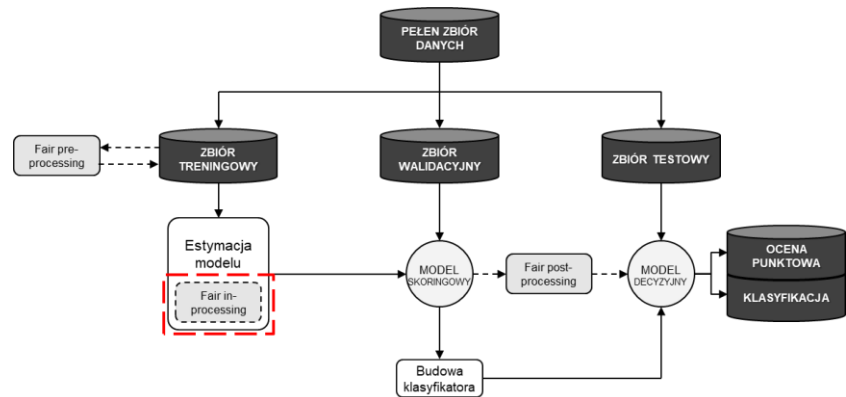 PEŁEN ZBIÓR
DANYCH
Fair pre-
processing
ZBIÓR
TRENINGOWY
ZBIÓR
WALIDACYJNY
ZBIÓR TESTOWY
Estymacja
modelu
Fair in-
processing
MODEL
SKORINGOWY
Fair post-
processing
MODEL
DECYZYJNY
OCENA
PUNKTOWA
KLASYFIKACJA
Budowa
klasyfikatora